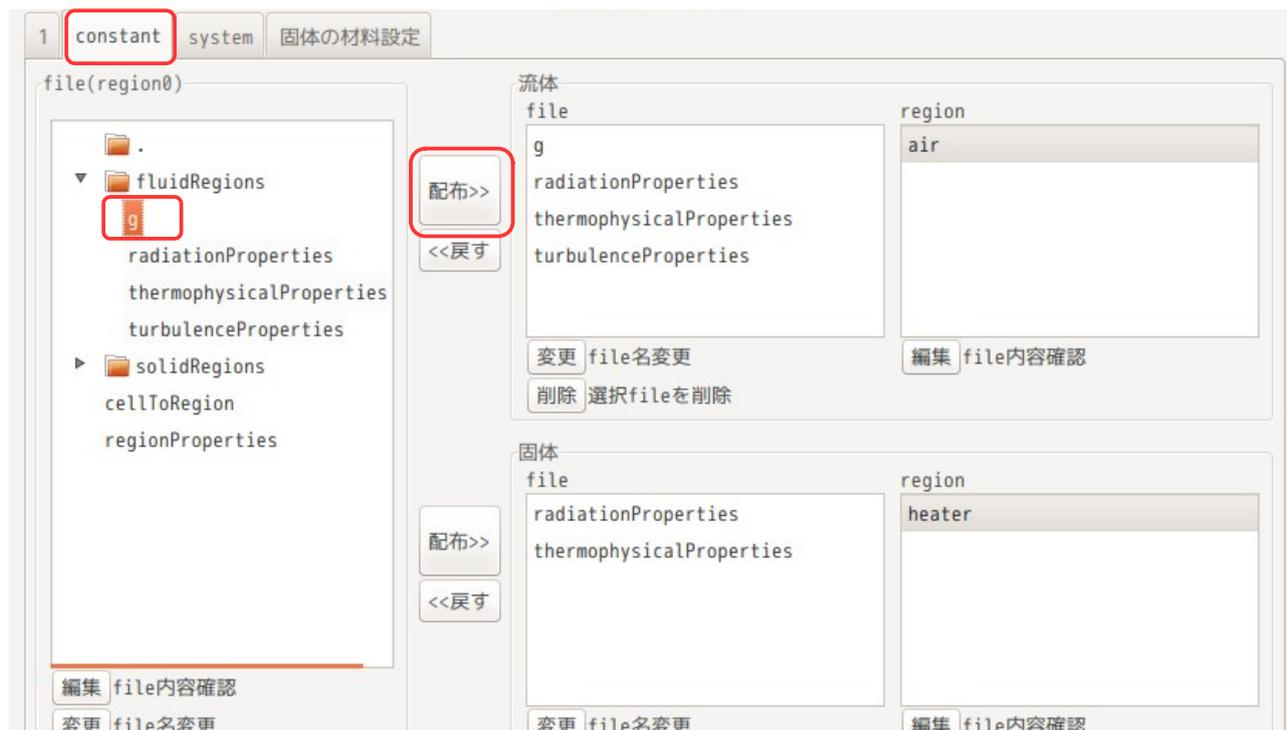 1 constant system 固体の材料設定
file(region0)
.
fluidRegions
g
radiationProperties
thermophysicalProperties
turbulenceProperties
solidRegions
cellToRegion
regionProperties
編集 file内容確認
変更 file名変更
配布>>
<<戻す
配布>>
<<戻す
流体
file
g
radiationProperties
thermophysicalProperties
turbulenceProperties
変更 file名変更
削除 選択fileを削除
region
air
編集 file内容確認
固体
file
radiationProperties
thermophysicalProperties
変更 file名変更
region
heater
編集 file内容確認